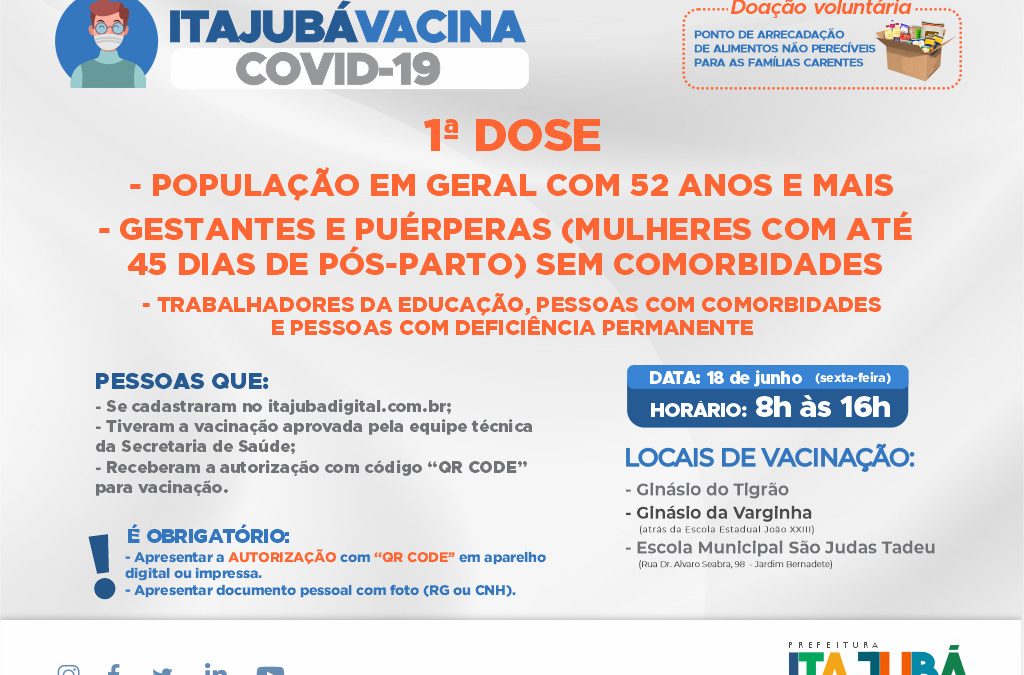 ITAJUBÁVACINA
COVID-19
Doação voluntária
PONTO DE ARRECADAÇÃO
DE ALIMENTOS NÃO PERECÍVEIS
PARA AS FAMÍLIAS CARENTES
1ª DOSE
- POPULAÇÃO EM GERAL COM 52 ANOS E MAIS
- GESTANTES E PUÉRPERAS (MULHERES COM ATÉ
45 DIAS DE PÓS-PARTO) SEM COMORBIDADES
- TRABALHADORES DA EDUCAÇÃO, PESSOAS COM COMORBIDADES
E PESSOAS COM DEFICIÊNCIA PERMANENTE
PESSOAS QUE:
- Se cadastraram no itajubadigital.com.br;
- Tiveram a vacinação aprovada pela equipe técnica
da Secretaria de Saúde;
- Receberam a autorização com código “QR CODE”
para vacinação.
É OBRIGATÓRIO:
- Apresentar a AUTORIZAÇÃO com “QR CODE” em aparelho
digital ou impressa.
- Apresentar documento pessoal com foto (RG ou CNH).
DATA: 18 de junho (sexta-feira)
HORÁRIO: 8h às 16h
LOCAIS DE VACINAÇÃO:
- Ginásio do Tigrão
- Ginásio da Varginha
(atrás da Escola Estadual João XXIII)
- Escola Municipal São Judas Tadeu
(Rua Dr. Alvaro Seabra, 98 - Jardim Bernadete)
PREFEITURA
ITAJUBÁ